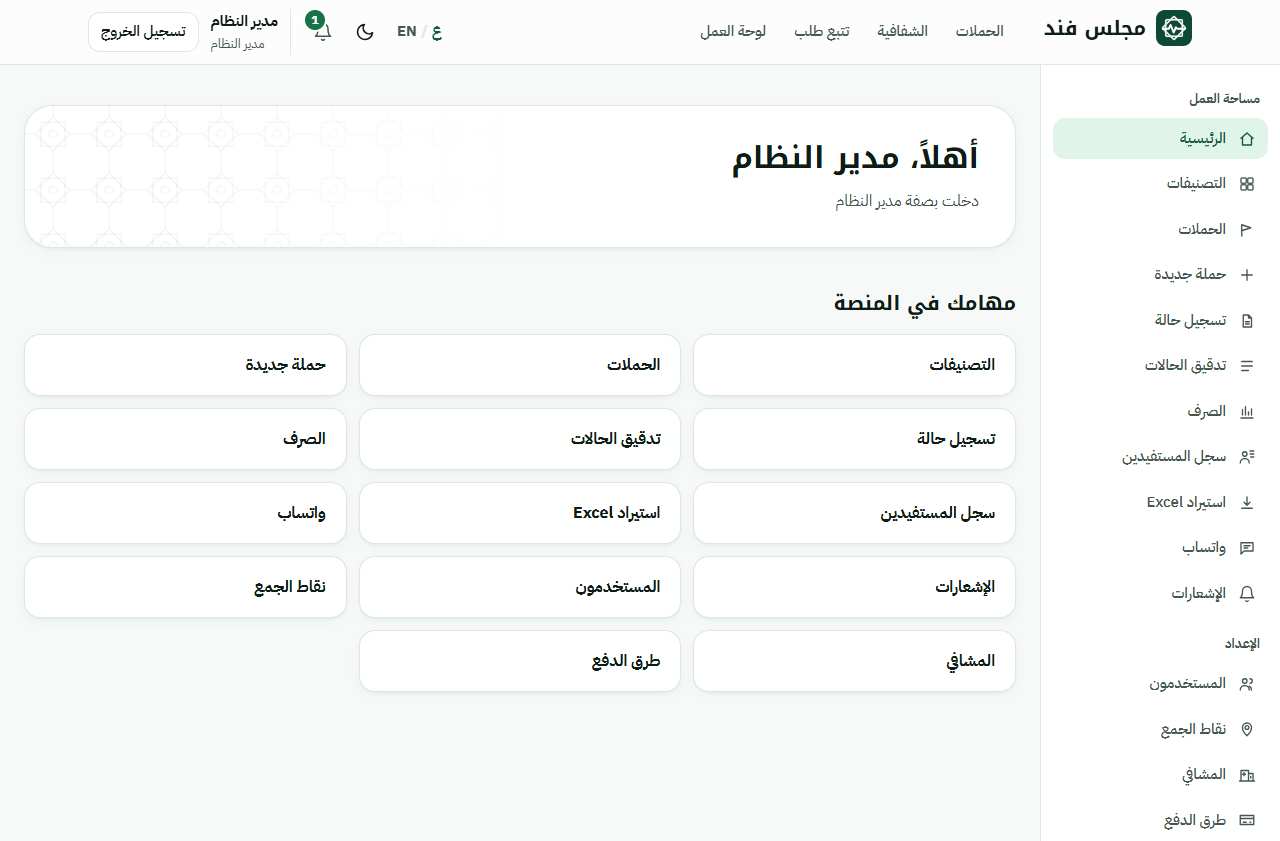 مجلس فند
الحملات
الشفافية
تتبع طلب
لوحة العمل
ع / EN
1
مدير النظام
مدير النظام
تسجيل الخروج
مساحة العمل
الرئيسية
التصنيفات
الحملات
حملة جديدة
تسجيل حالة
تدقيق الحالات
الصرف
سجل المستفيدين
استيراد Excel
واتساب
الإشعارات
الإعداد
المستخدمون
نقاط الجمع
المشافي
طرق الدفع
أهلاً، مدير النظام
دخلت بصفة مدير النظام
مهامك في المنصة
التصنيفات
الحملات
حملة جديدة
تسجيل حالة
تدقيق الحالات
الصرف
سجل المستفيدين
استيراد Excel
واتساب
الإشعارات
المستخدمون
نقاط الجمع
المشافي
طرق الدفع